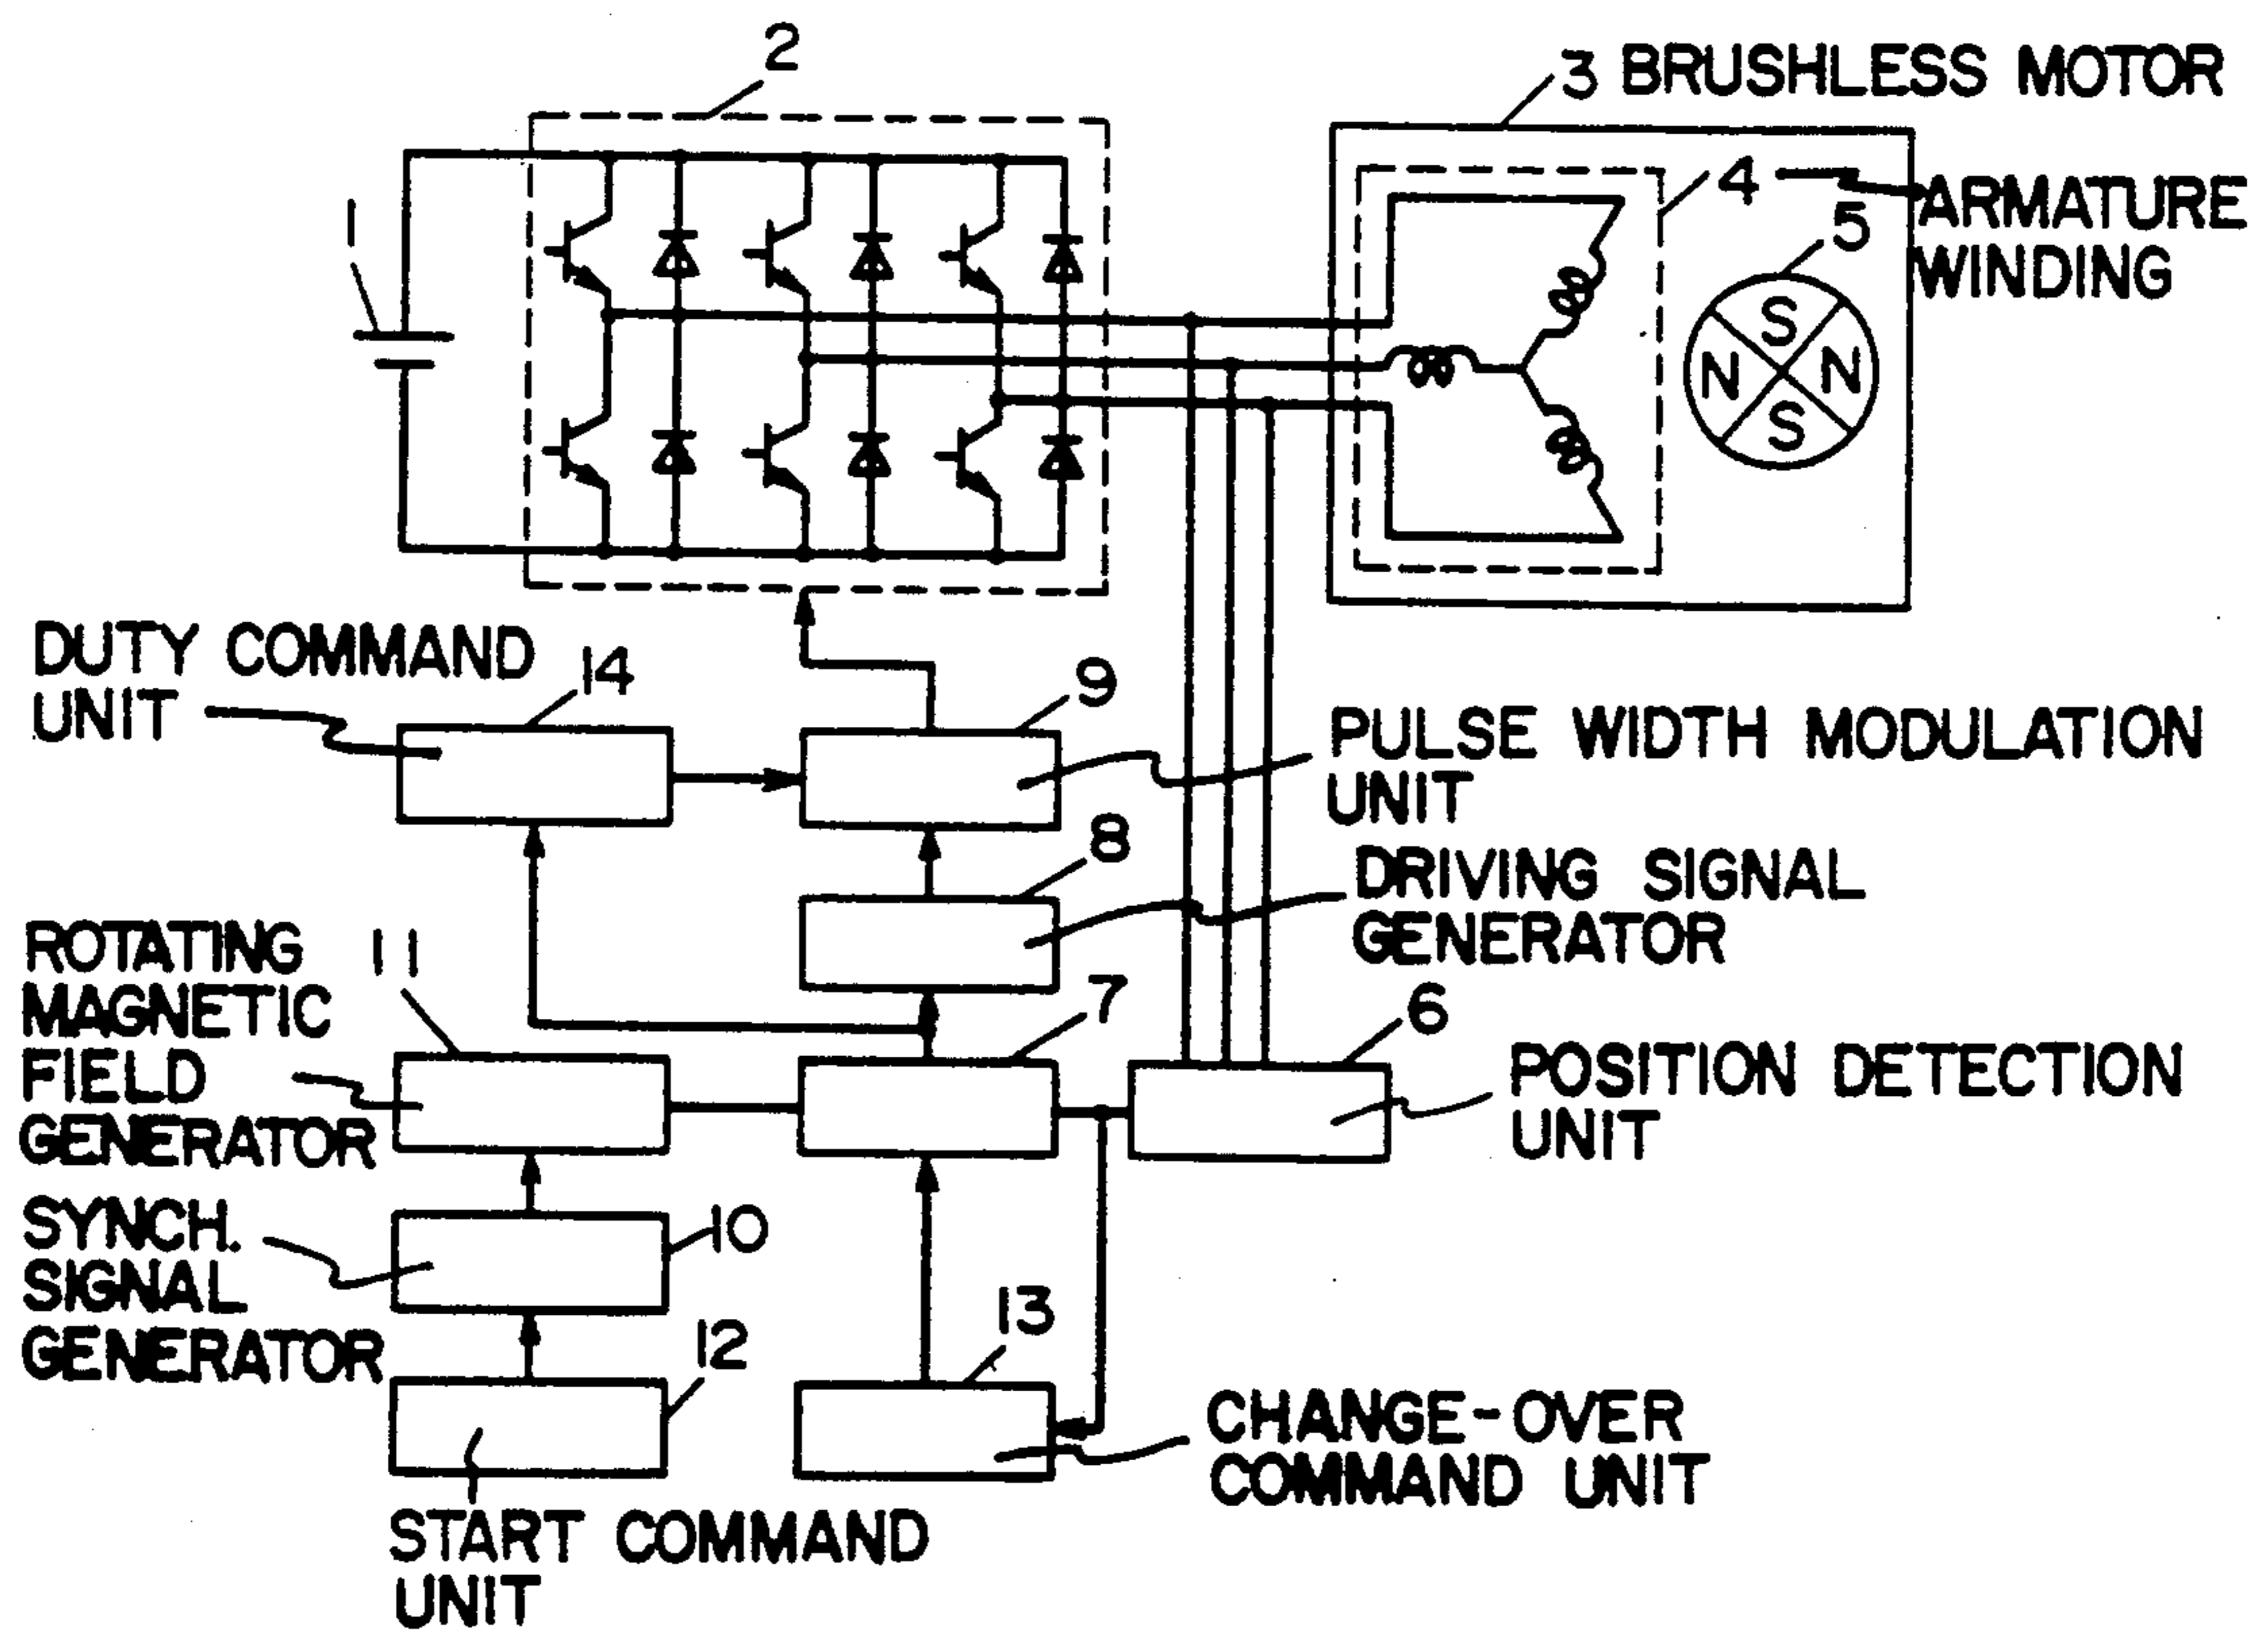 2
3 BRUSHLESS MOTOR
1
4
ARMATURE
WINDING
5
S
N
N
S
DUTY COMMAND
UNIT
14
9
PULSE WIDTH MODULATION
UNIT
8
DRIVING SIGNAL
GENERATOR
ROTATING
MAGNETIC
FIELD
GENERATOR
11
7
6
POSITION DETECTION
UNIT
SYNCH.
SIGNAL
GENERATOR
10
12
13
CHANGE-OVER
COMMAND UNIT
START COMMAND
UNIT